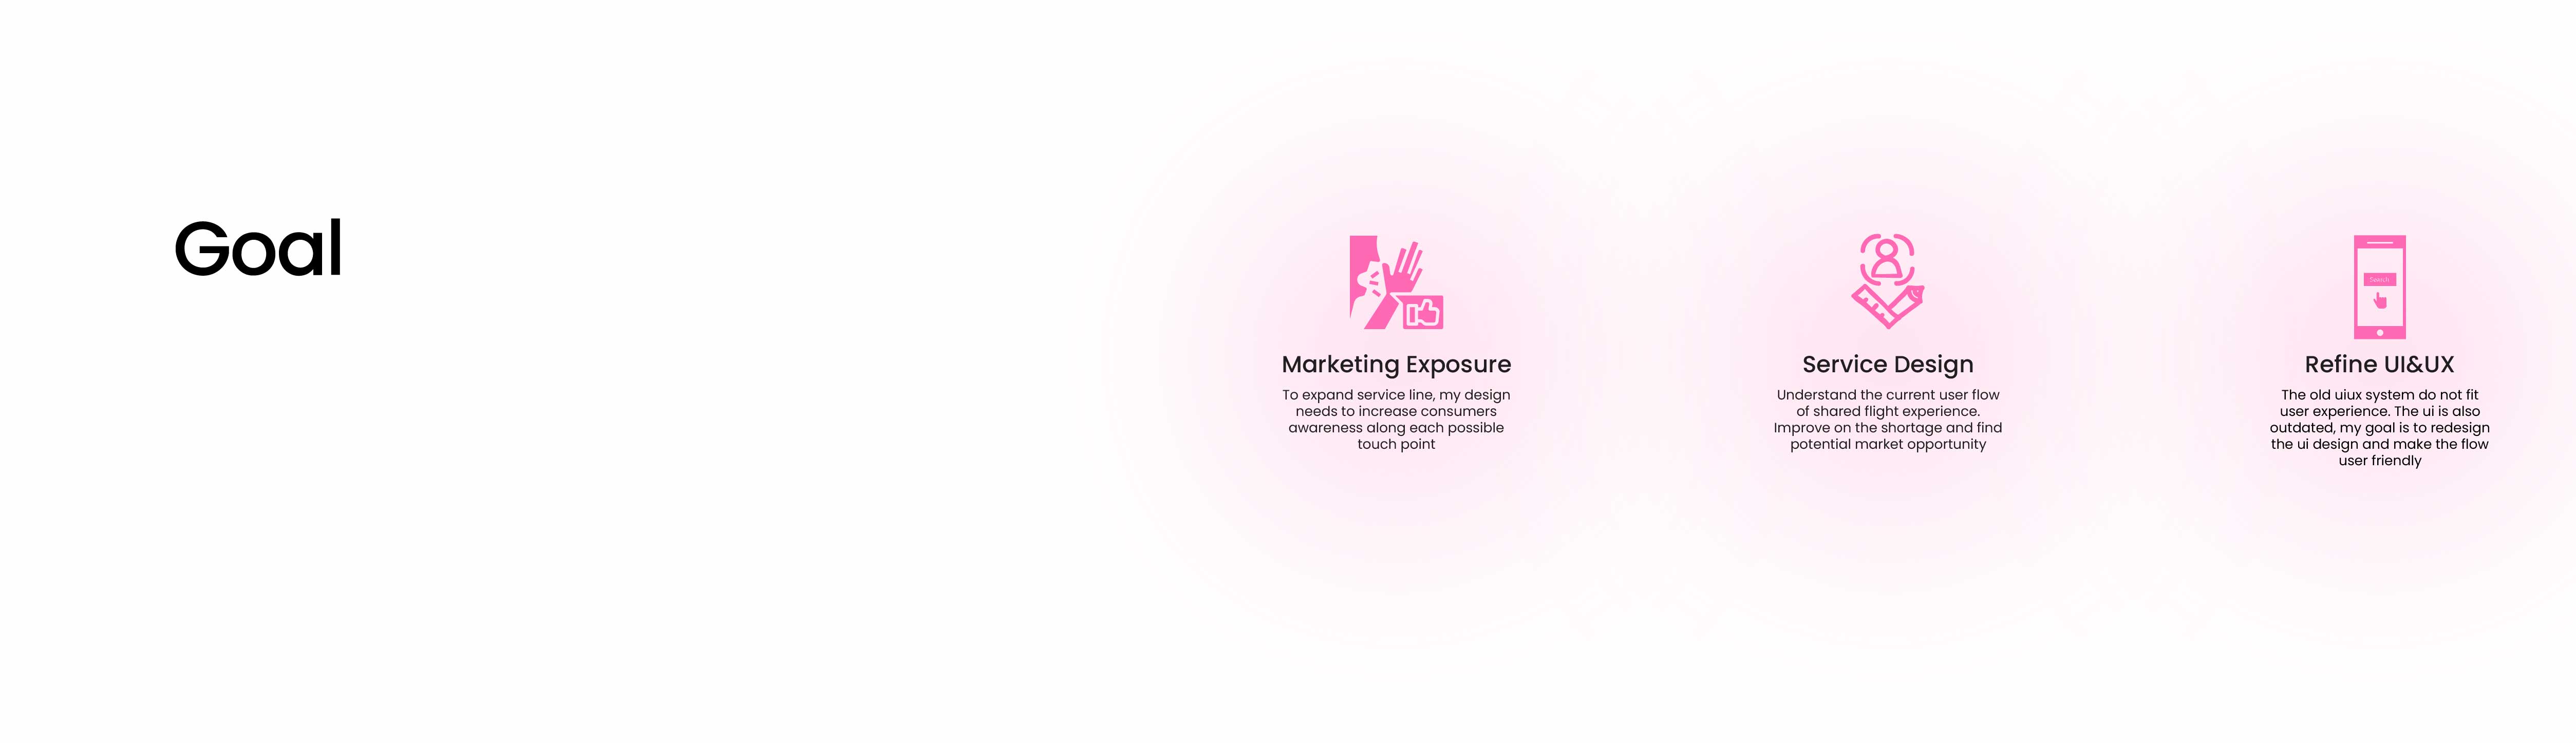 Goal
Marketing Exposure
To expand service line, my design
needs to increase consumers
awareness along each possible
touch point
Service Design
Understand the current user flow
of shared flight experience.
Improve on the shortage and find
potential market opportunity
Search
Refine UI&UX
The old uiux system do not fit
user experience. The ui is also
outdated, my goal is to redesign
the ui design and make the flow
user friendly